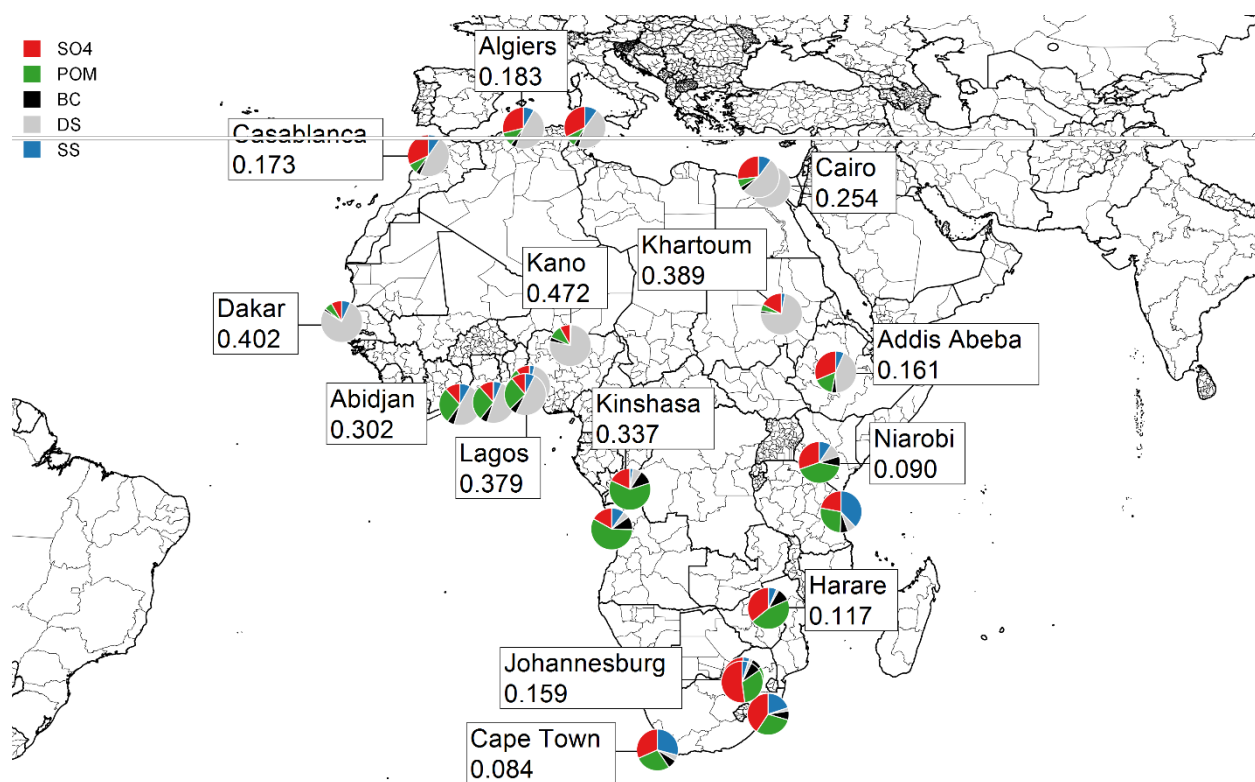 SO4
POM
BC
DS
SS
Algiers
0.183
Casablanca
0.173
Cairo
0.254
Khartoum
0.389
Kano
0.472
Dakar
0.402
Addis Abeba
0.161
Abidjan
0.302
Kinshasa
0.337
Lagos
0.379
Niarobi
0.090
Harare
0.117
Johannesburg
0.159
Cape Town
0.084